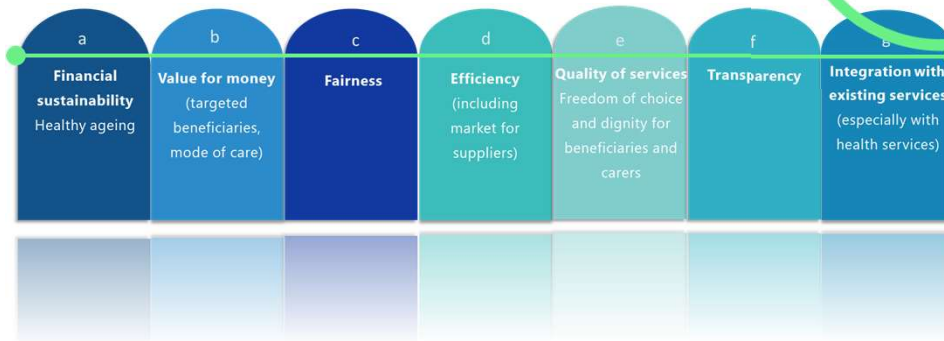 a
Financial
sustainability
Healthy ageing
b
Value for money
(targeted
beneficiaries,
mode of care)
c
Fairness
d
Efficiency
(including
market for
suppliers)
e
Quality of services
Freedom of choice
and dignity for
beneficiaries and
carers
f
Transparency
g
Integration with
existing services
(especially with
health services)